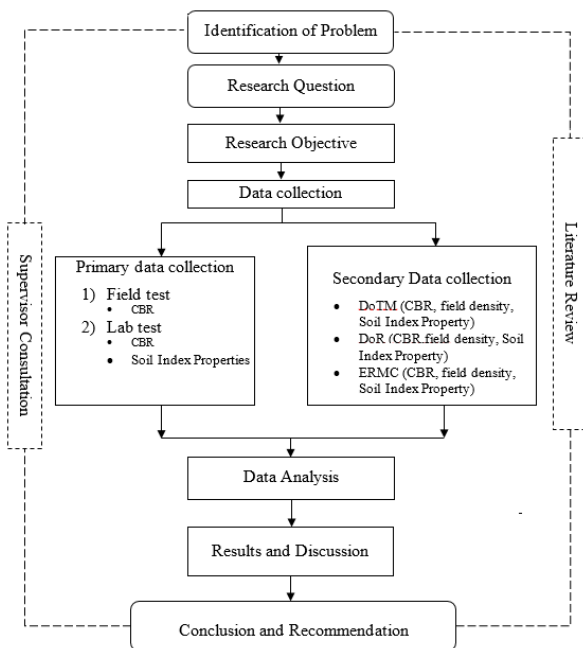 Identification of Problem
Research Question
Research Objective
Data collection
Supervisor Consultation
Literature Review
Primary data collection
1) Field test
• CBR
2) Lab test
• CBR
• Soil Index Properties
Secondary Data collection
• DoTM (CBR, field density,
Soil Index Property)
• DoR (CBR.field density, Soil
Index Property)
• ERMC (CBR, field density,
Soil Index Property)
Data Analysis
Results and Discussion
Conclusion and Recommendation